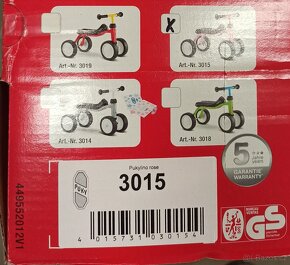 Art.-Nr. 3019
X
Art.-Nr. 3015
Art.-Nr. 3014
Art.-Nr. 3018
449552012V1
5
Jahre
years
GARANTIE
WARRANTY
PUKY
Pukylino rose
3015
4 015731 030154
GS